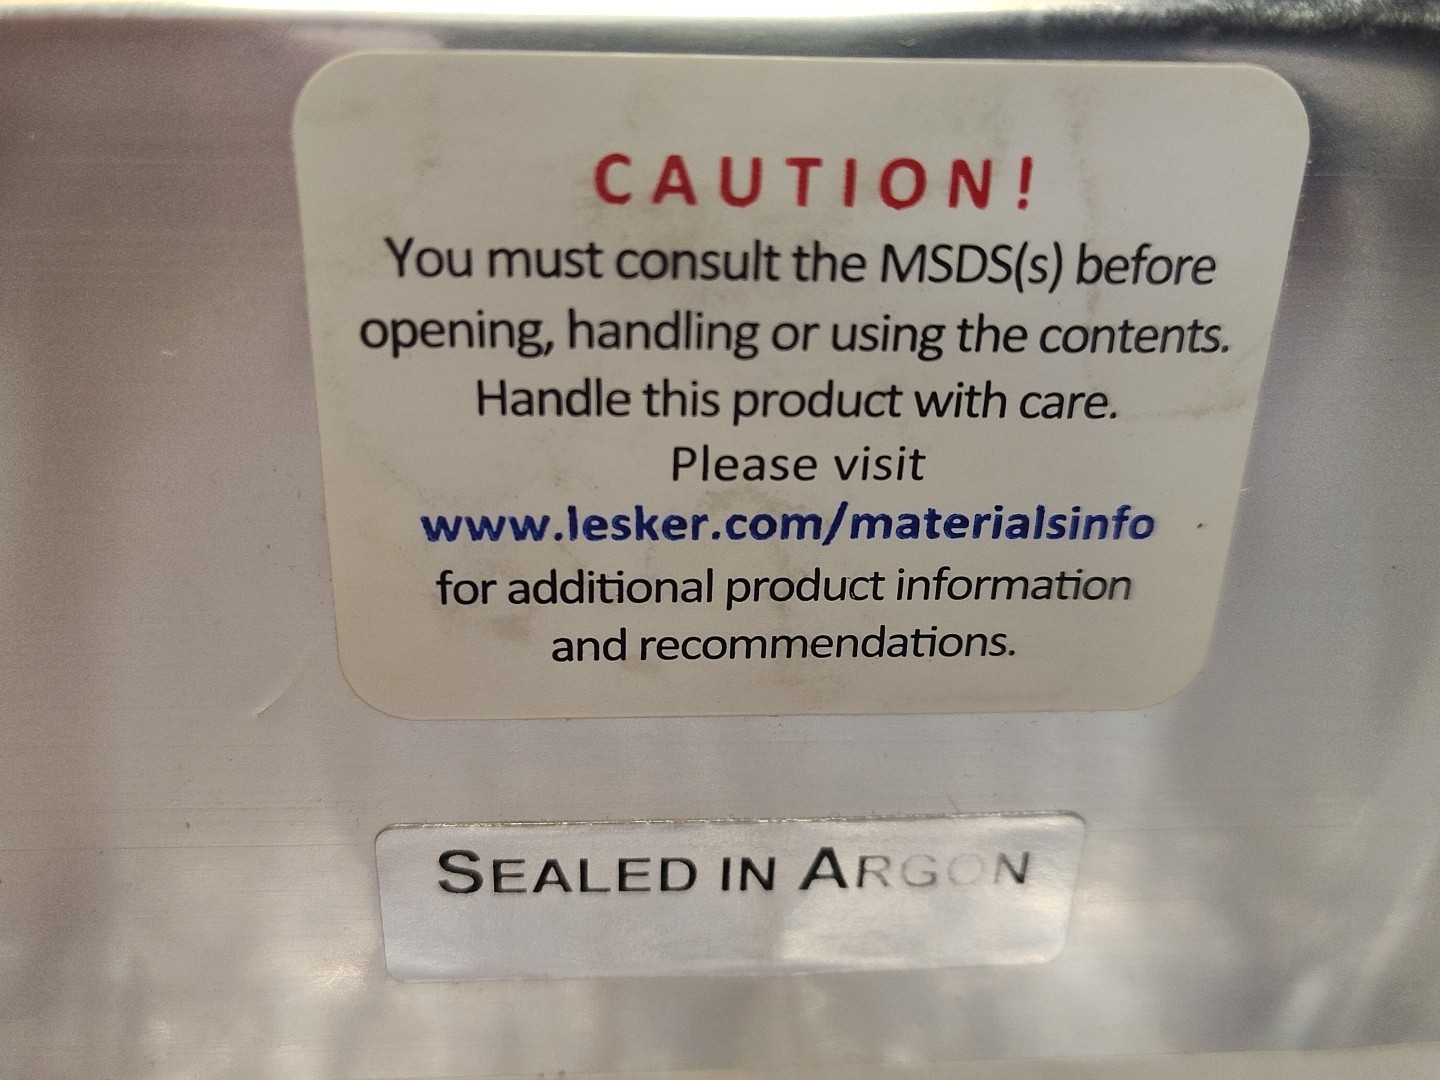 CAUTION!
You must consult the MSDS(s) before
opening, handling or using the contents.
Handle this product with care.
Please visit
www.lesker.com/materialsinfo
for additional product information
and recommendations.
SEALED IN ARGON